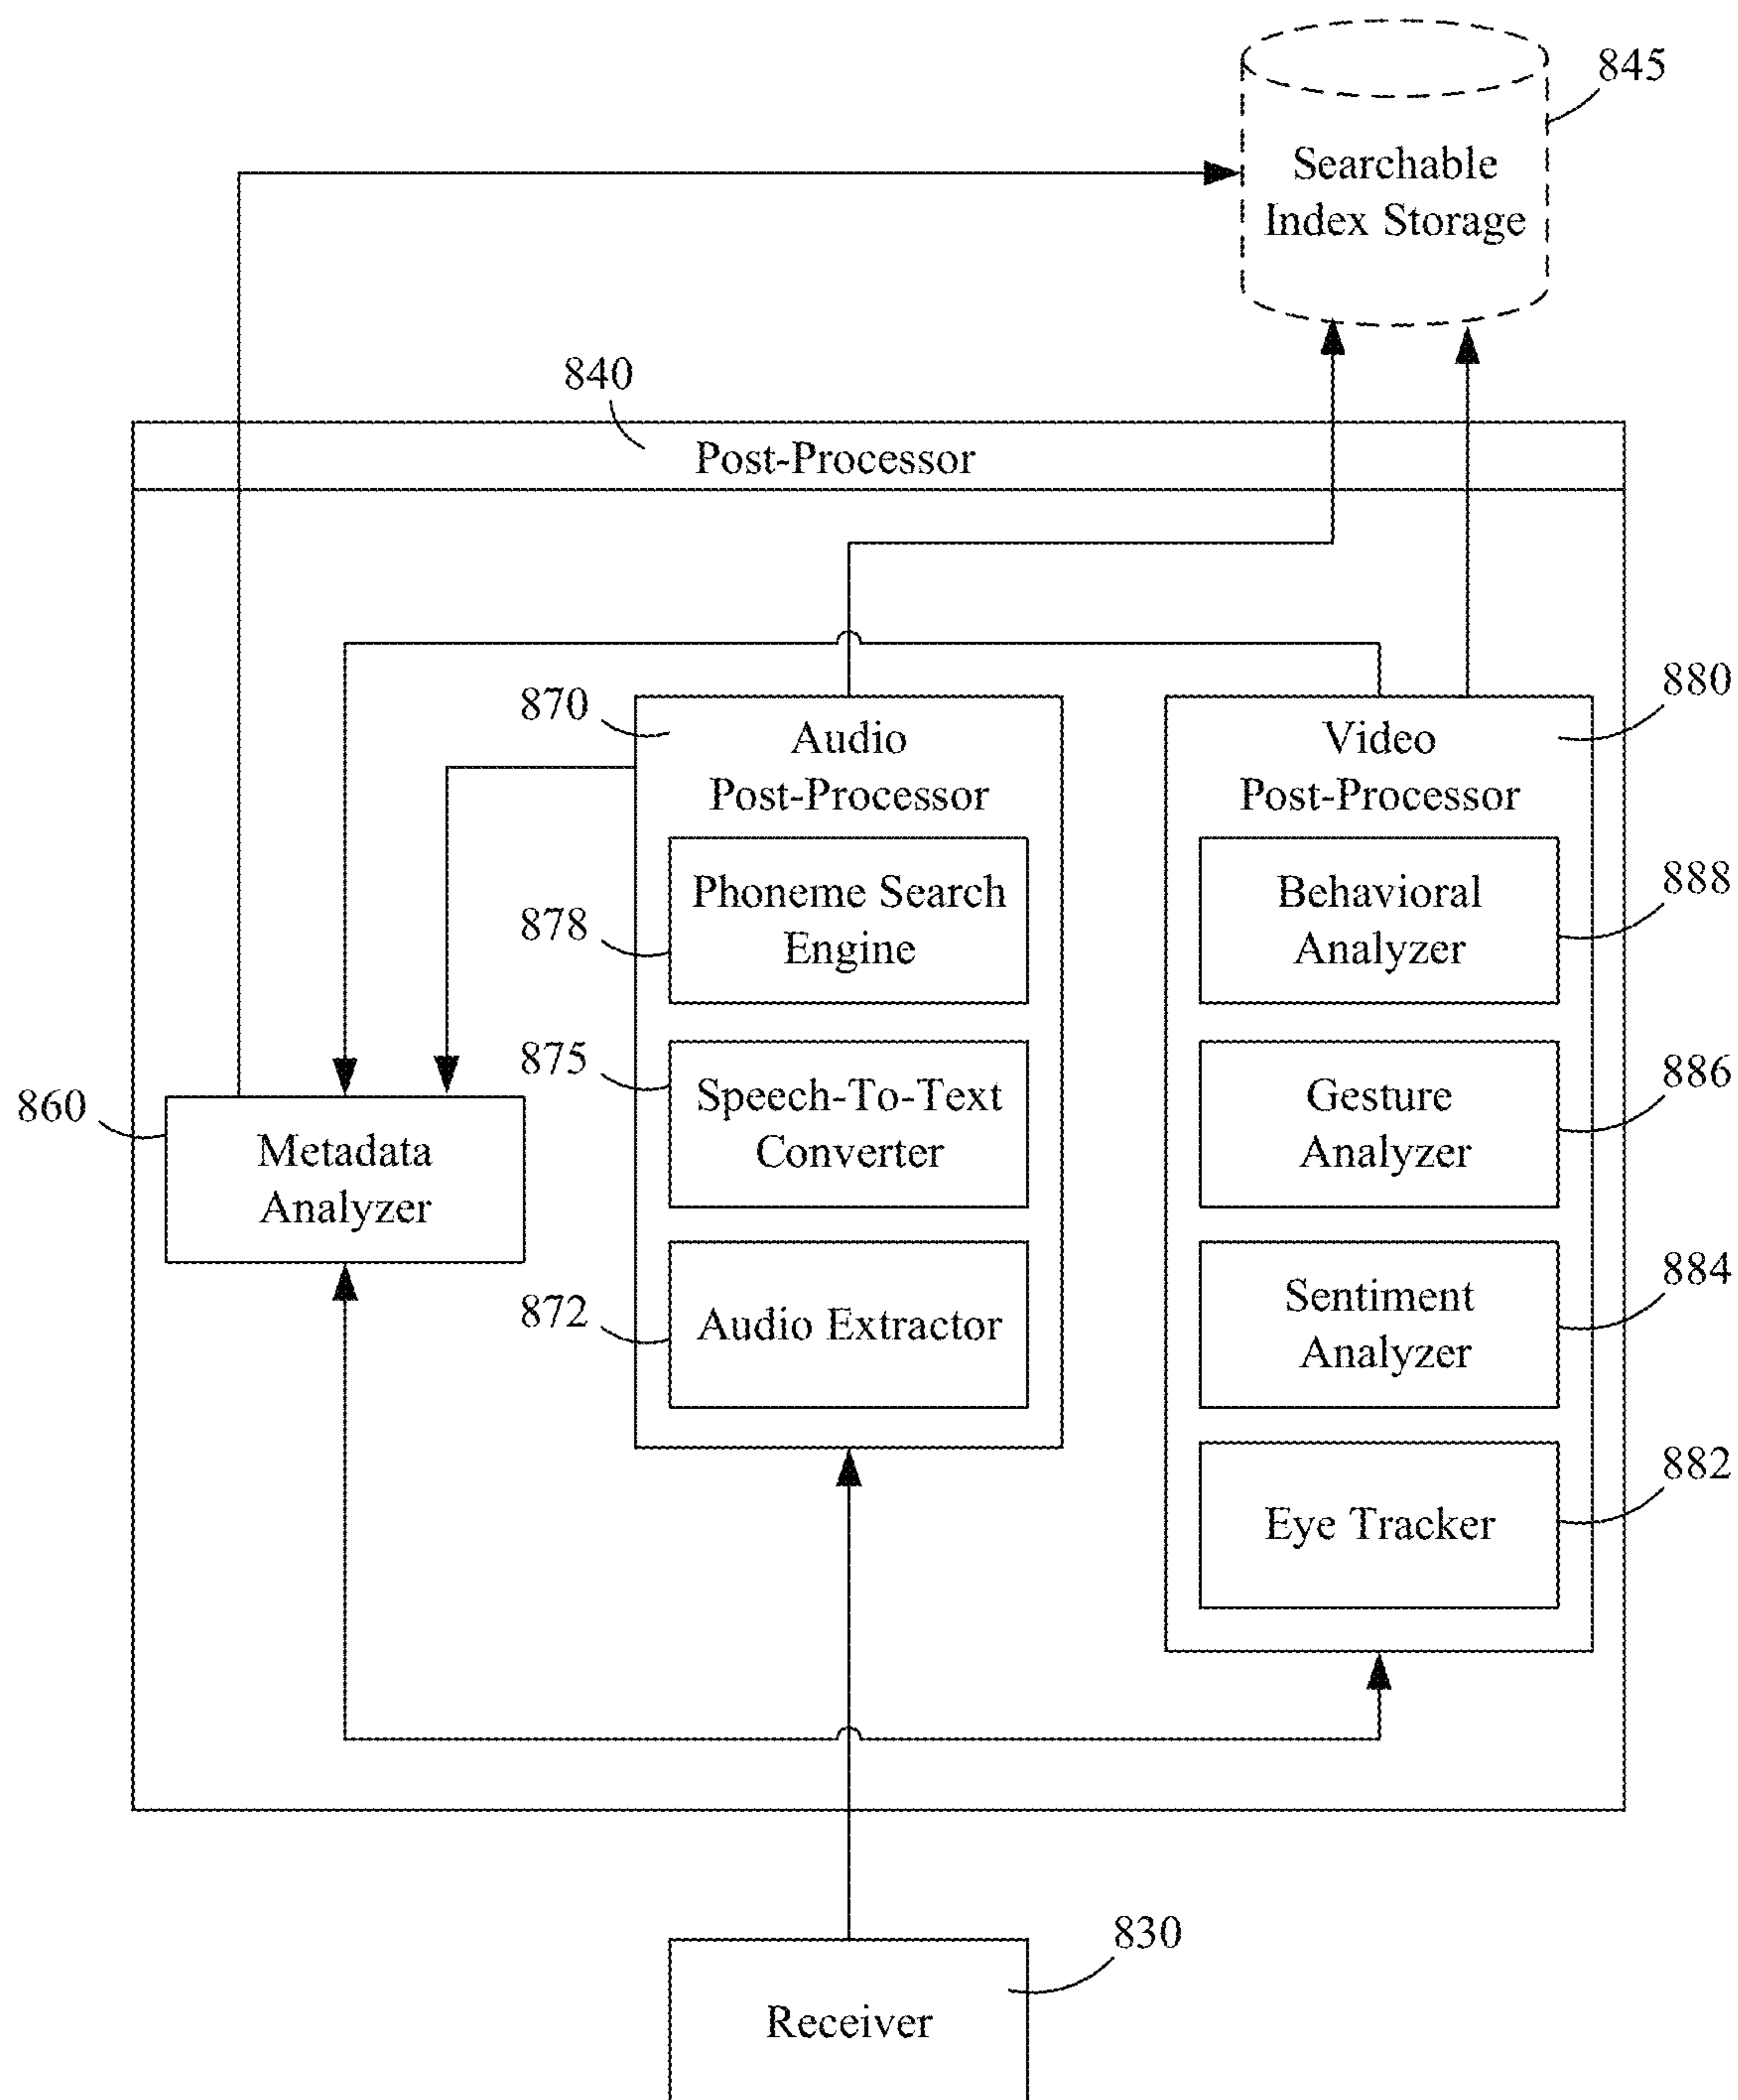 845
Searchable
Index Storage
840
Post-Processor
870
Audio
Post-Processor
880
Video
Post-Processor
878
Phoneme Search
Engine
888
Behavioral
Analyzer
875
Speech-To-Text
Converter
886
Gesture
Analyzer
860
Metadata
Analyzer
872
Audio Extractor
884
Sentiment
Analyzer
882
Eye Tracker
830
Receiver